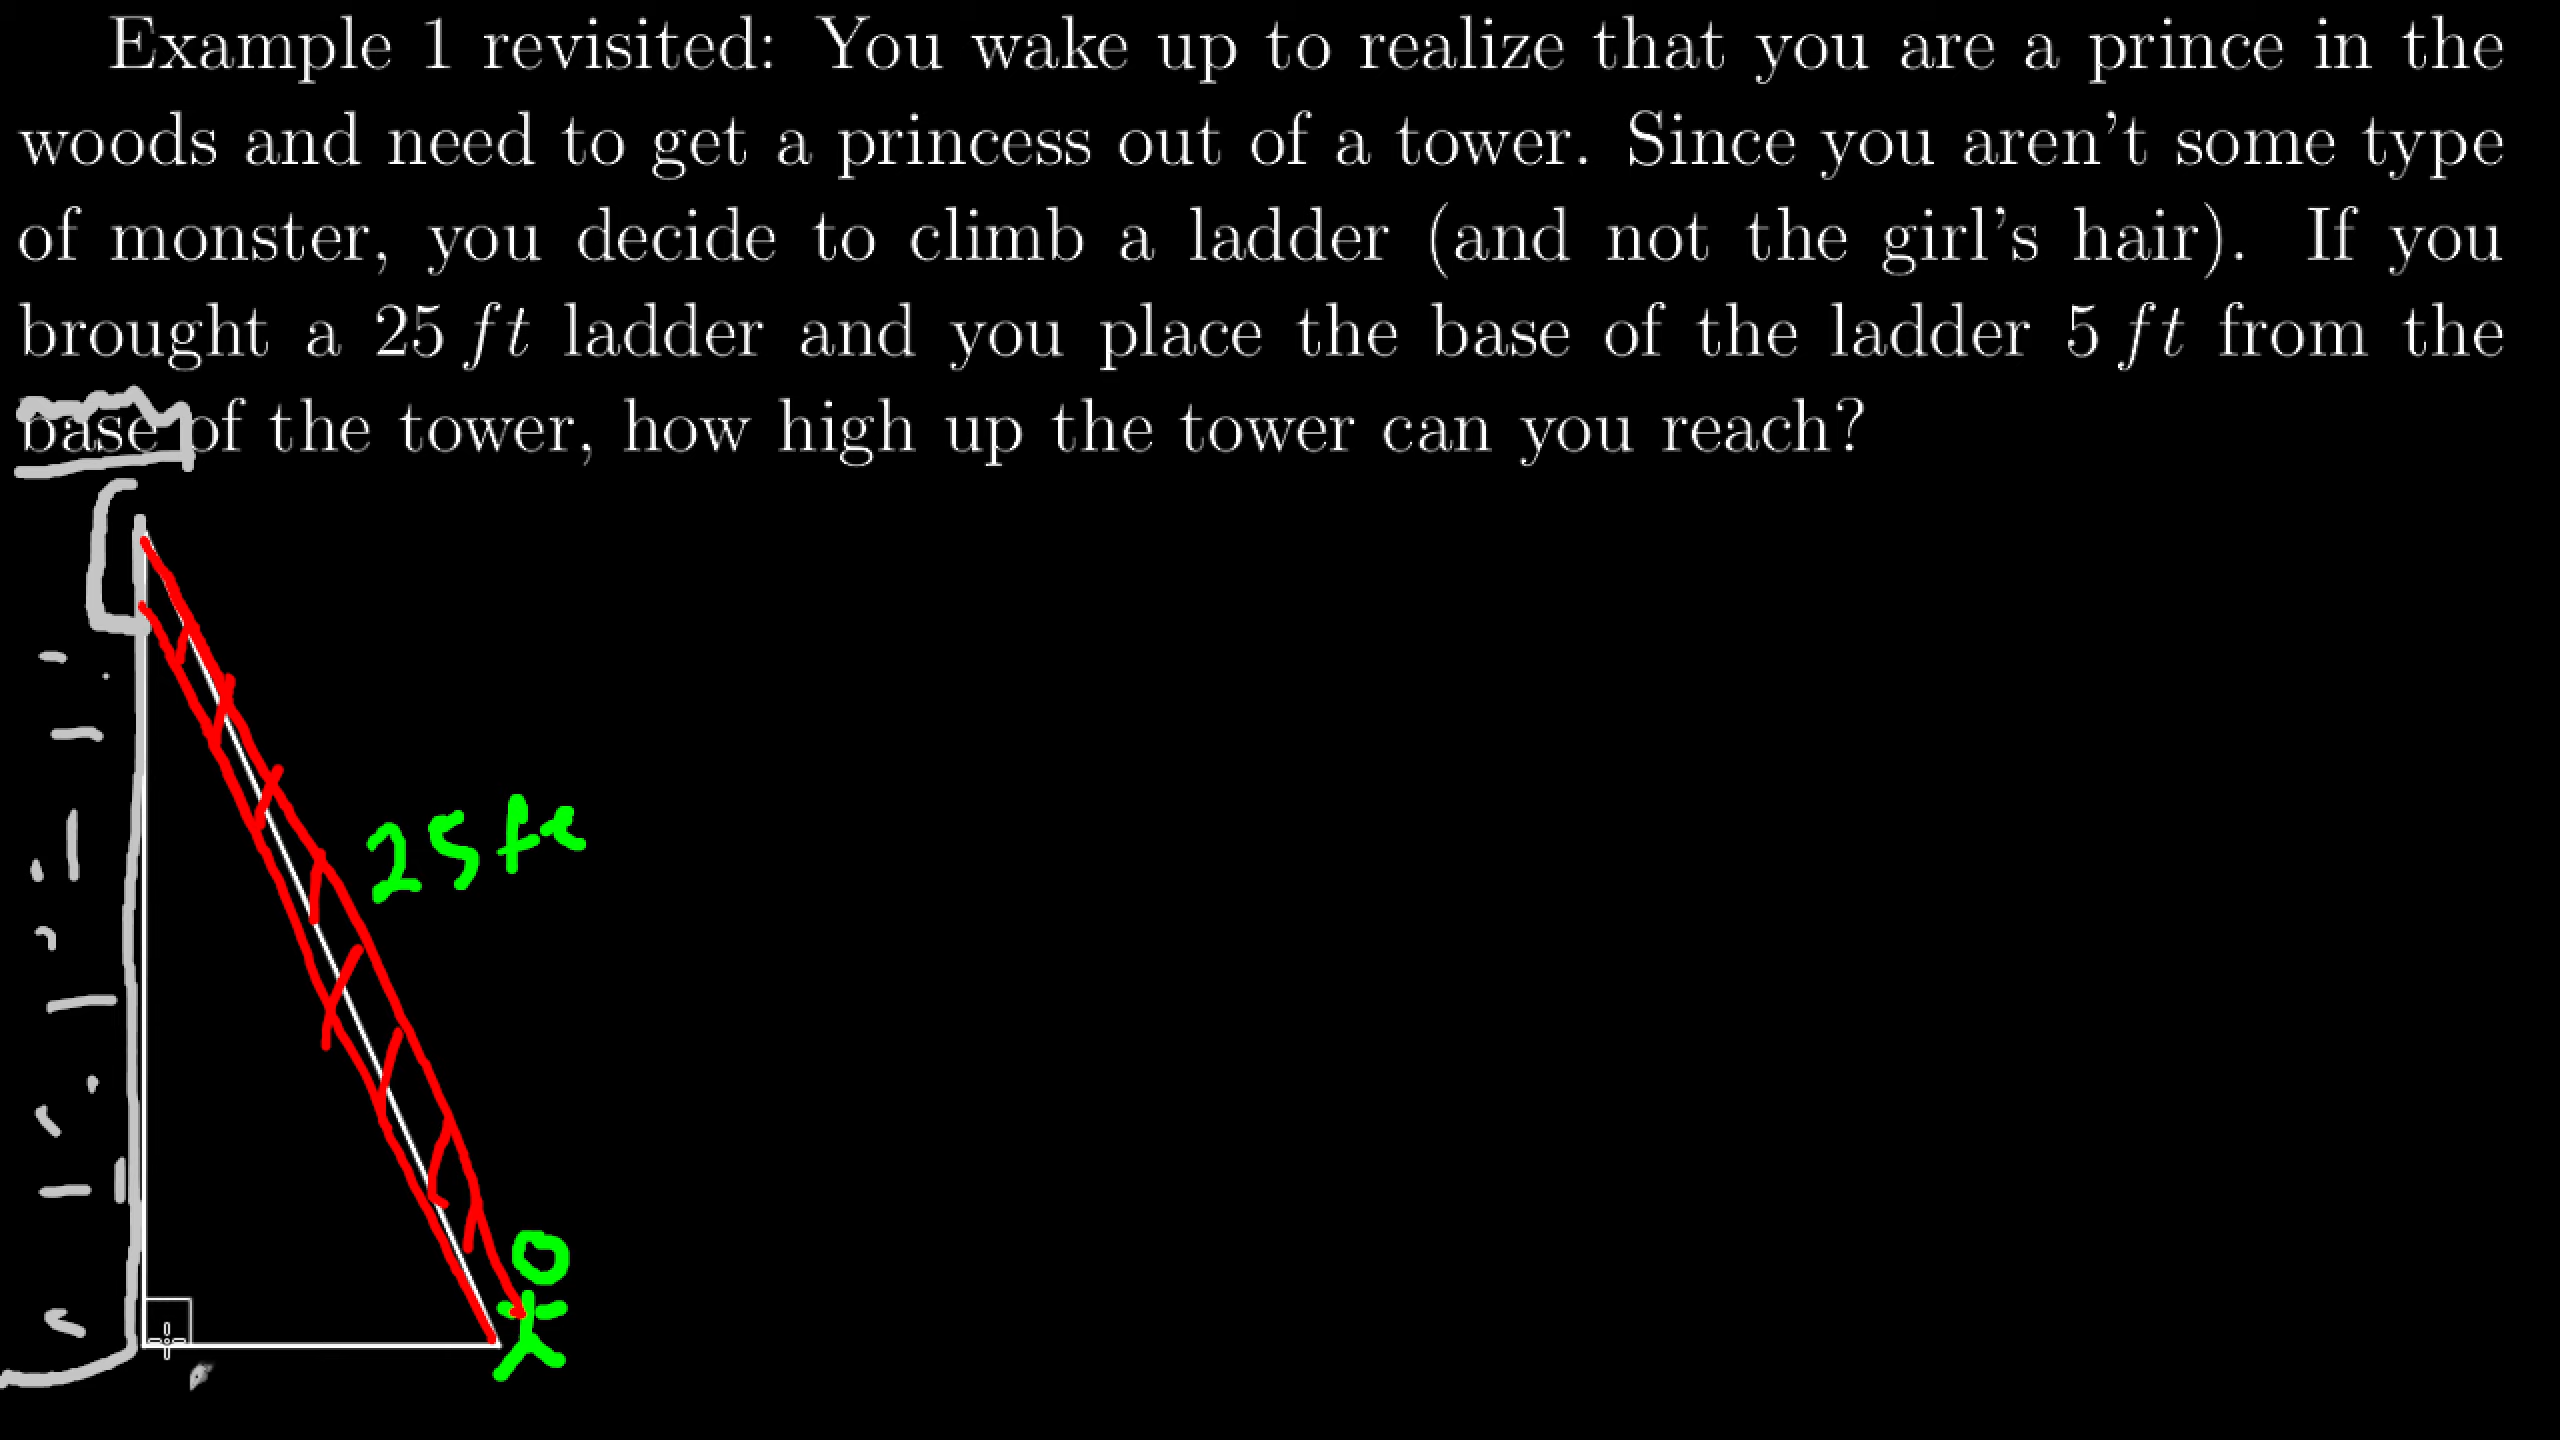 Example 1 revisited: You wake up to realize that you are a prince in the
woods and need to get a princess out of a tower. Since you aren't some type
of monster, you decide to climb a ladder (and not the girl's hair). If you
brought a 25 ft ladder and you place the base of the ladder 5 ft from the
base of the tower, how high up the tower can you reach?
25 ft